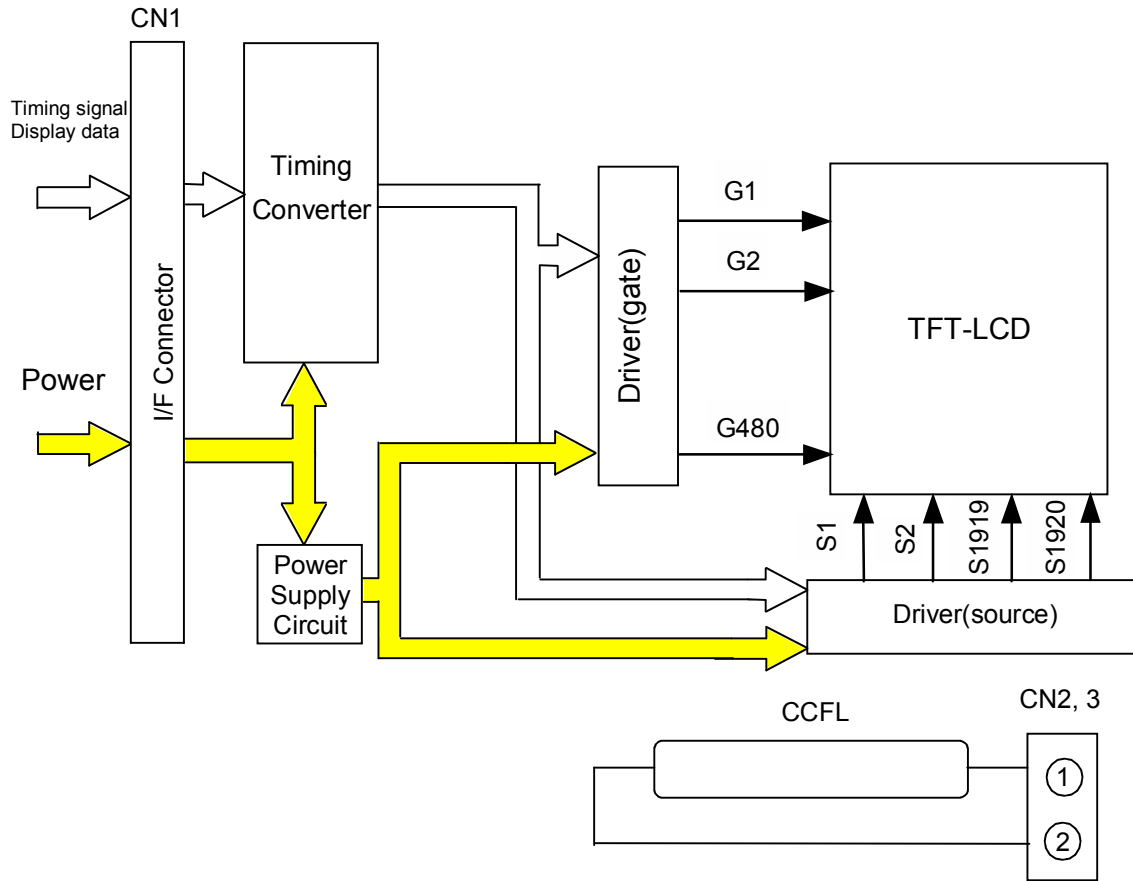 CN1
Timing signal
Display data
Power
I/F Connector
Timing
Converter
Power
Supply
Circuit
Driver(gate)
G1
G2
G480
TFT-LCD
S1
S2
S1919
S1920
Driver(source)
CCFL
CN2, 3
1
2